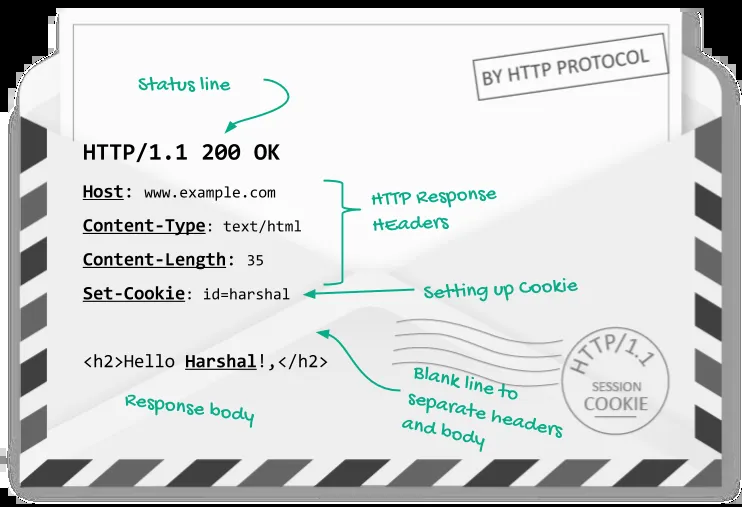 BY HTTP PROTOCOL
Status line
HTTP/1.1 200 OK
Host: www.example.com
HTTP Response
HEaders
Content-Type: text/html
Content-Length: 35
Set-Cookie: id=harshal
Setting up Cookie
<h2>Hello Harshal!,</h2>
Response body
Blank line to
separate headers
and body
HTTP/1.1
SESSION
COOKIE